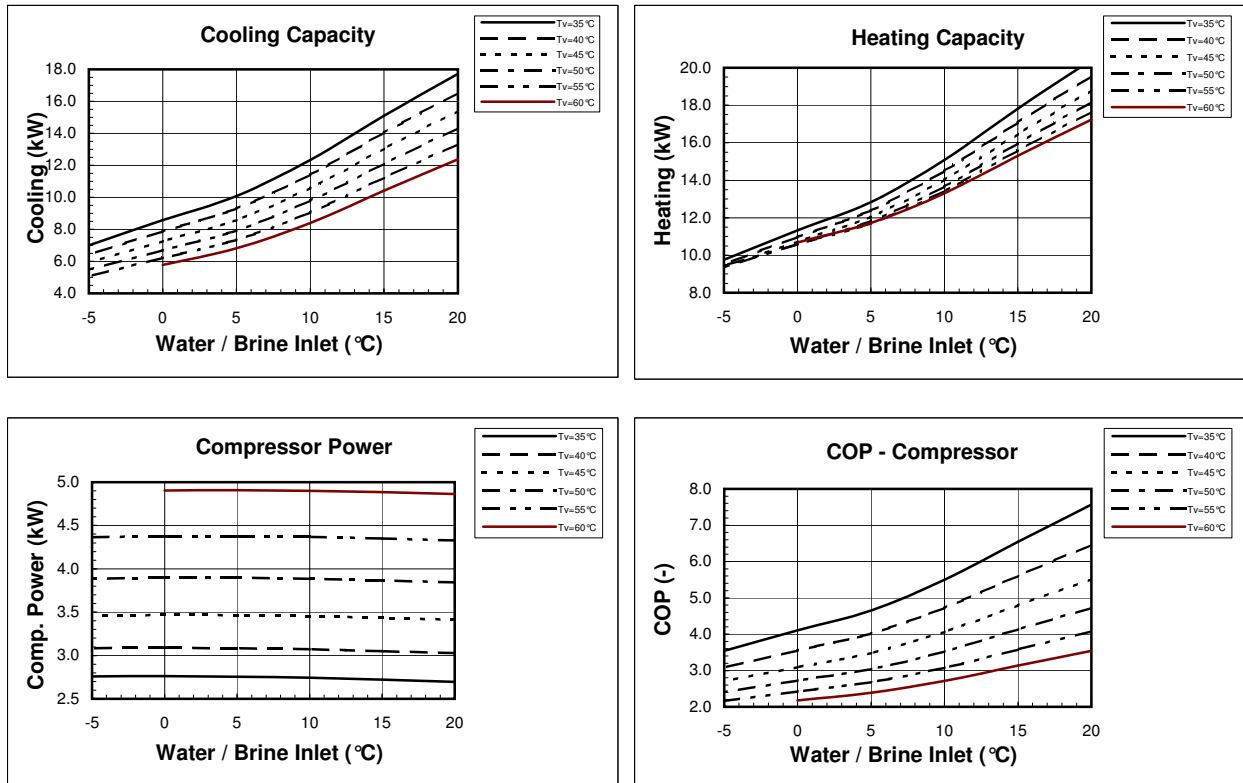 Cooling Capacity
Tv=35°C
Tv=40°C
Tv=45°C
Tv=50°C
Tv=55°C
Tv=60°C
Cooling (kW)
18.0
16.0
14.0
12.0
10.0
8.0
6.0
4.0
-5 0 5 10 15 20
Water / Brine Inlet (°C)
Heating Capacity
Tv=35°C
Tv=40°C
Tv=45°C
Tv=50°C
Tv=55°C
Tv=60°C
Heating (kW)
20.0
18.0
16.0
14.0
12.0
10.0
8.0
-5 0 5 10 15 20
Water / Brine Inlet (°C)
Compressor Power
Tv=35°C
Tv=40°C
Tv=45°C
Tv=50°C
Tv=55°C
Tv=60°C
Comp. Power (kW)
5.0
4.5
4.0
3.5
3.0
2.5
-5 0 5 10 15 20
Water / Brine Inlet (°C)
COP - Compressor
Tv=35°C
Tv=40°C
Tv=45°C
Tv=50°C
Tv=55°C
Tv=60°C
COP (-)
8.0
7.0
6.0
5.0
4.0
3.0
2.0
-5 0 5 10 15 20
Water / Brine Inlet (°C)